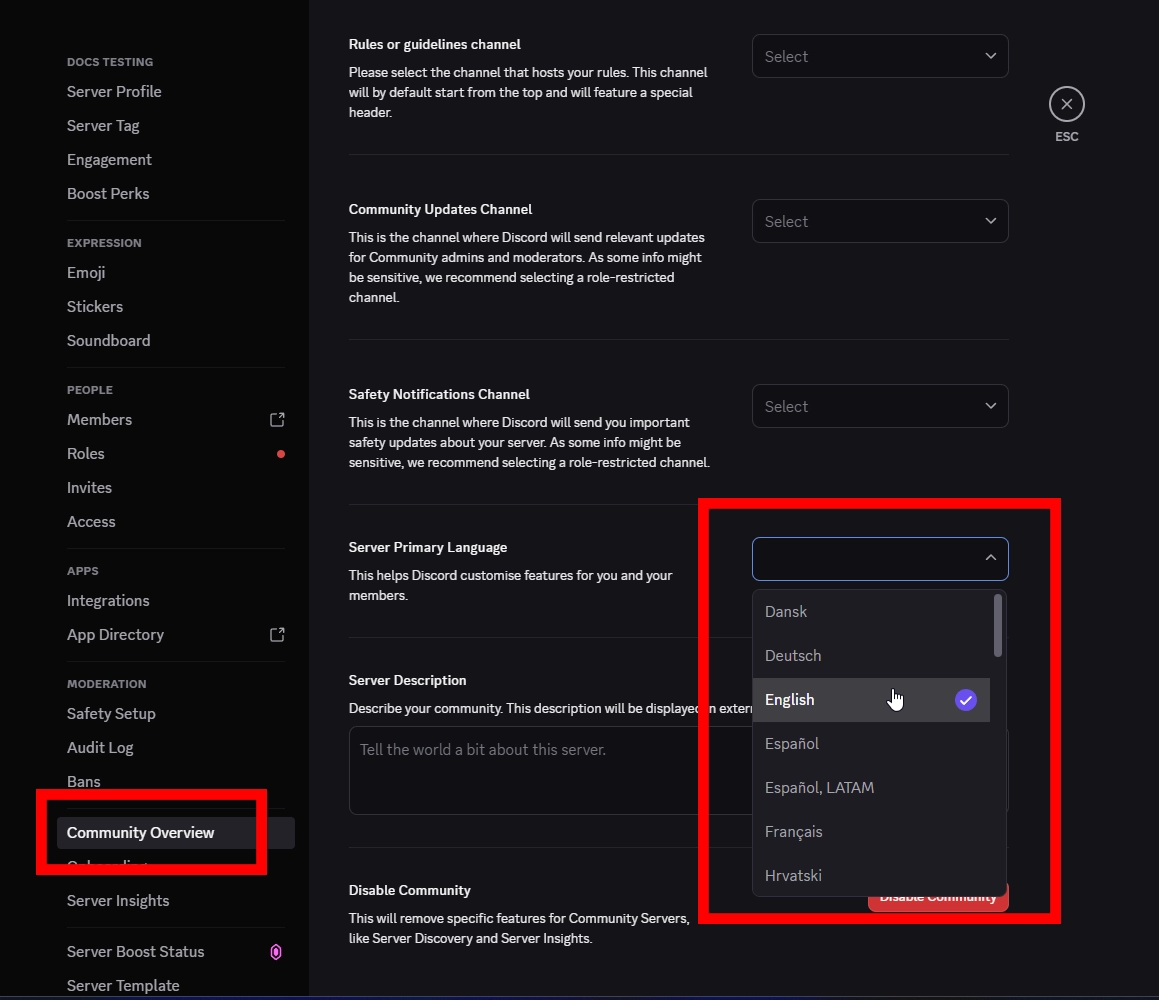 DOCS TESTING
Server Profile
Server Tag
Engagement
Boost Perks
EXPRESSION
Emoji
Stickers
Soundboard
PEOPLE
Members
Roles
Invites
Access
APPS
Integrations
App Directory
MODERATION
Safety Setup
Audit Log
Bans
Community Overview
Onboarding
Server Insights
Server Boost Status
Server Template
Rules or guidelines channel
Please select the channel that hosts your rules. This channel
will by default start from the top and will feature a special
header.
Select
ESC
Community Updates Channel
This is the channel where Discord will send relevant updates
for Community admins and moderators. As some info might
be sensitive, we recommend selecting a role-restricted
channel.
Select
Safety Notifications Channel
This is the channel where Discord will send you important
safety updates about your server. As some info might be
sensitive, we recommend selecting a role-restricted channel.
Select
Server Primary Language
This helps Discord customise features for you and your
members.
Dansk
Deutsch
English
Español
Español, LATAM
Français
Hrvatski
Server Description
Describe your community. This description will be displayed
Tell the world a bit about this server.
Disable Community
This will remove specific features for Community Servers,
like Server Discovery and Server Insights.
Disable Community